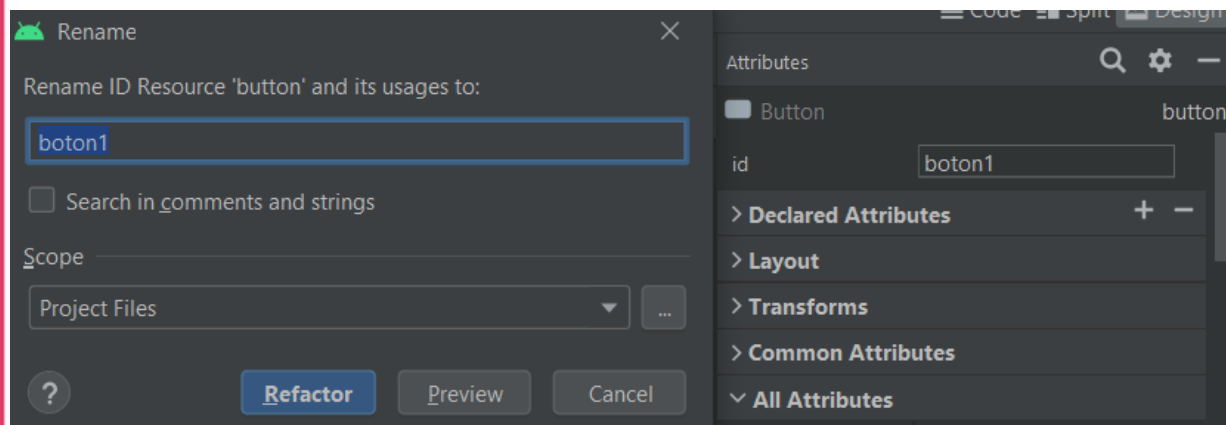 Rename
Rename ID Resource 'button' and its usages to:
boton1
Search in comments and strings
Scope
Project Files
...
?
Refactor
Preview
Cancel
Code Split Design
Attributes
Button button
id boton1
Declared Attributes
Layout
Transforms
Common Attributes
All Attributes